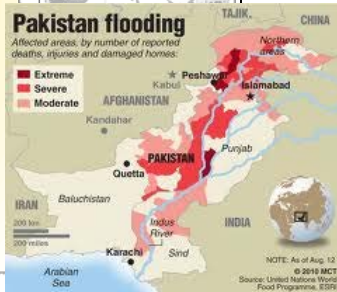 Pakistan flooding
Affected areas, by number of reported
deaths, injuries and damaged homes:
Extreme
Severe
Moderate
TAJIK.
CHINA
Northern
areas
Peshawar
Kabul
Islamabad
AFGHANISTAN
Kandahar
Punjab
PAKISTAN
Quetta
Baluchistan
IRAN
INDIA
200 km
200 miles
Indus
River
Karachi
Sind
Arabian
Sea
NOTE: As of Aug. 12
© 2010 MCT
Source: United Nations World
Food Programme, ESRI